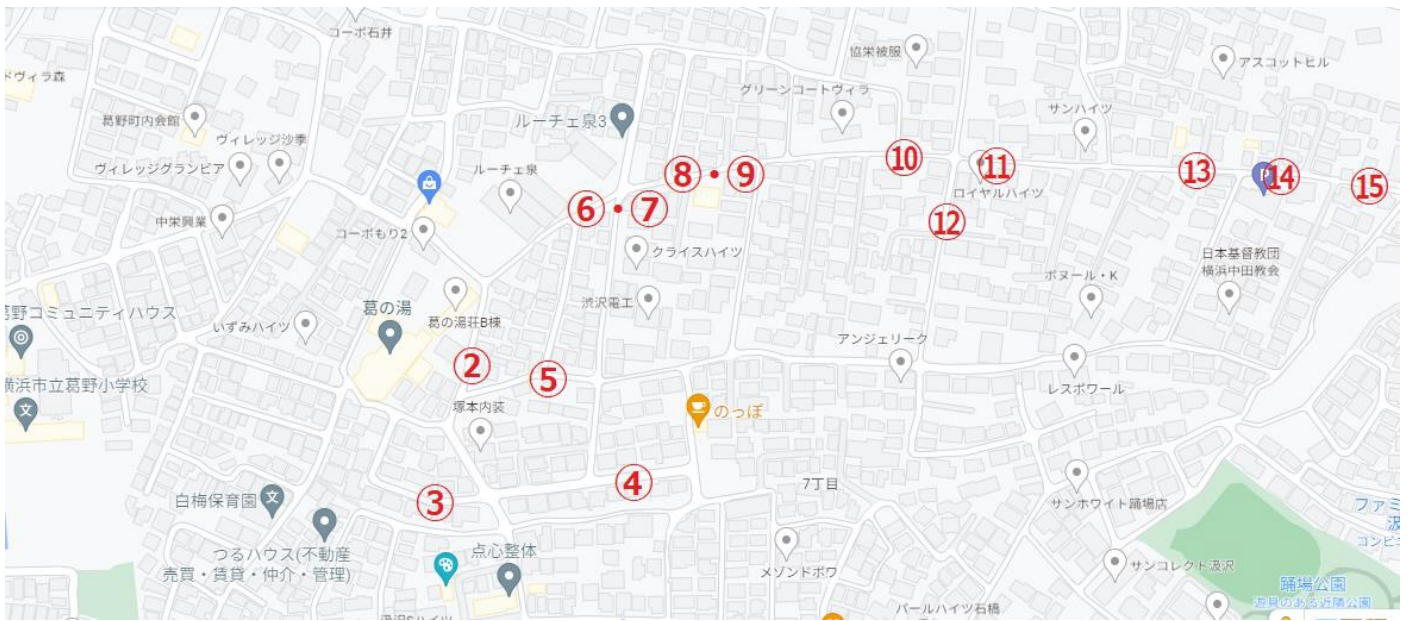 コーポ石井
協栄被服
アスコットヒル
ドヴィラ森
グリーンコートヴィラ
葛野町内会館
ルーチェ泉3
サンハイツ
ヴィレッジ沙季
ヴィレッジグランピア
ルーチェ泉
⑧・⑨
⑩
⑪
⑬
P
⑭
⑮
ロイヤルハイツ
中栄興業
⑥・⑦
⑫
コーポもり2
クライスハイツ
日本基督教団
横浜中田教会
ボヌール・K
葛の湯
葛の湯荘B棟
渋沢電工
野コミュニティハウス
いずみハイツ
アンジェリーク
②
⑤
横浜市立葛野小学校
文
塚本内装
のっぽ
レスポワール
③
④
7丁目
白梅保育園
文
サンホワイト踊場店
ファミ
汲
コンビニ
つるハウス(不動産
売買・賃貸・仲介・管理)
点心整体
メゾンドポワ
サンコレクト汲沢
踊場公園
遊具のある近隣公園
パールハイツ石橋